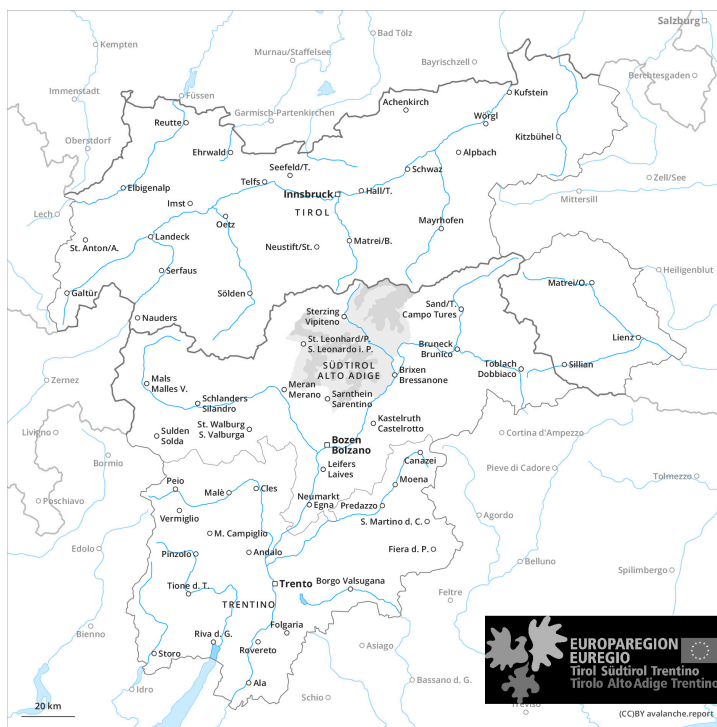 Salzburg
Kempten
Bad Tölz
Murnau/Staffelsee
Bayrischzell
Berchtesgaden
Immenstadt
Füssen
Kufstein
Achenkirch
Garmisch-Partenkirchen
Reutte
Wörgl
Oberstdorf
Kitzbühel
Ehrwald
Alpbach
Seefeld/T.
Schwaz
Zell/See
Telfs
Elbigenalp
Innsbruck
Hall/T.
Mittersill
Imst
TIROL
Lech
Oetz
Mayrhofen
Landeck
St. Anton/A.
Neustift/St.
Matrei/B.
Serfaus
Heiligenblut
Matrei/O.
Galtür
Sölden
Sand/T.
Campo Tures
Nauders
Sterzing
Vipiteno
Lienz
St. Leonhard/P.
S. Leonardo i. P.
Bruneck
Brunico
SÜDTIROL
ALTO ADIGE
Toblach
Dobbiaco
Sillian
Brixen
Bressanone
Zernez
Mals
Malles V.
Meran
Merano
Sarnthein
Sarentino
Schlanders
Silandro
Kastelruth
Castelrotto
St. Walburg
S. Valburga
Sulden
Solda
Livigno
Cortina d'Ampezzo
Bozen
Bolzano
Canazei
Bormio
Leifers
Laives
Pieve di Cadore
Tolmezzo
Peio
Malè
Cles
Moena
Neumarkt
Egna
Predazzo
Poschiavo
Vermiglio
Agordo
S. Martino d. C.
M. Campiglio
Edolo
Pinzolo
Andalo
Fiera d. P.
Belluno
Spilimbergo
Tione d. T.
Trento
Borgo Valsugana
Feltre
TRENTINO
Bienno
Folgaria
Riva d. G.
Rovereto
Asiago
Storo
Ala
Idro
Bassano d. G.
Schio
Treviso
EUROPAREGION
EUREGIO
Tirol Südtirol Trentino
Tirolo Alto Adige Trentino
20 km
(CC)BY avalanche.report